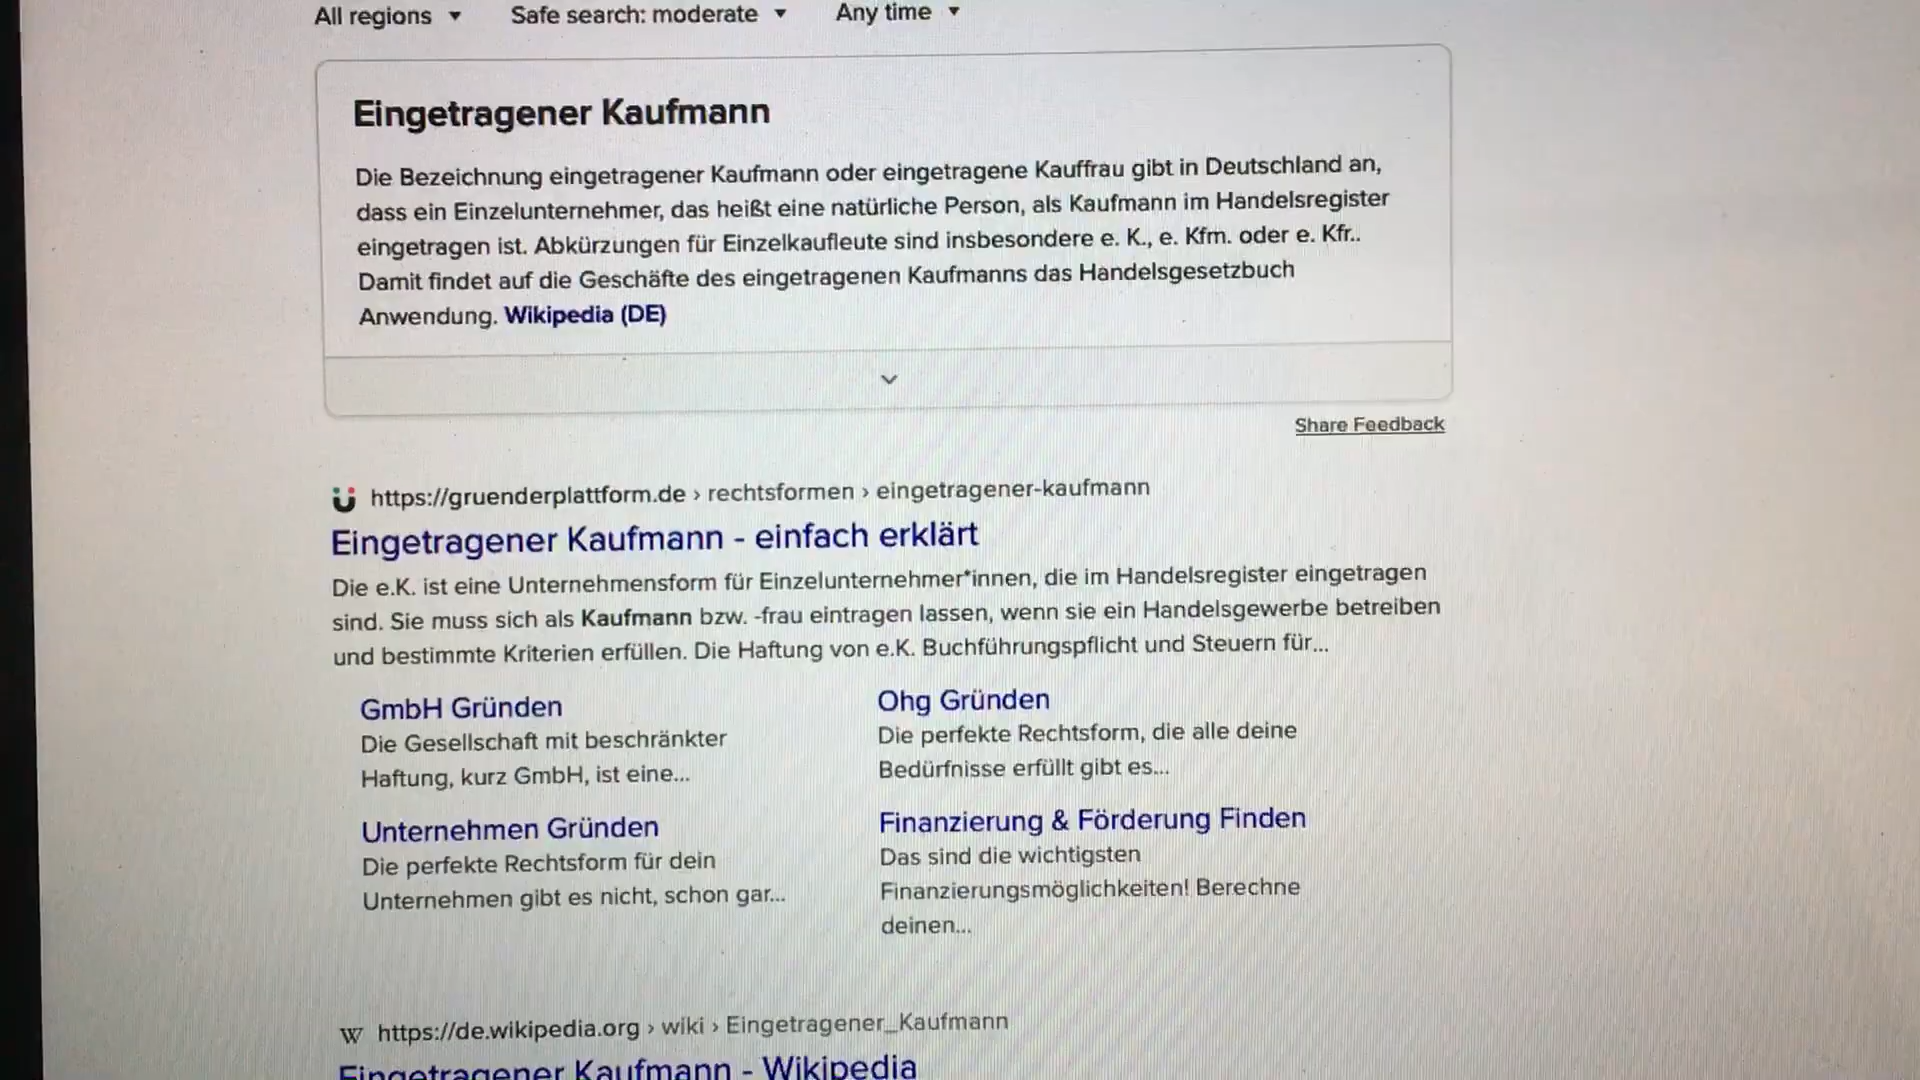 All regions Safe search: moderate Any time
Eingetragener Kaufmann
Die Bezeichnung eingetragener Kaufmann oder eingetragene Kauffrau gibt in Deutschland an,
dass ein Einzelunternehmer, das heißt eine natürliche Person, als Kaufmann im Handelsregister
eingetragen ist. Abkürzungen für Einzelkaufleute sind insbesondere e. K., e. Kfm. oder e. Kfr..
Damit findet auf die Geschäfte des eingetragenen Kaufmanns das Handelsgesetzbuch
Anwendung. Wikipedia (DE)
Share Feedback
https://gruenderplattform.de › rechtsformen › eingetragener-kaufmann
Eingetragener Kaufmann - einfach erklärt
Die e.K. ist eine Unternehmensform für Einzelunternehmer*innen, die im Handelsregister eingetragen
sind. Sie muss sich als Kaufmann bzw. -frau eintragen lassen, wenn sie ein Handelsgewerbe betreiben
und bestimmte Kriterien erfüllen. Die Haftung von e.K. Buchführungspflicht und Steuern für...
GmbH Gründen
Die Gesellschaft mit beschränkter
Haftung, kurz GmbH, ist eine...
Ohg Gründen
Die perfekte Rechtsform, die alle deine
Bedürfnisse erfüllt gibt es...
Unternehmen Gründen
Die perfekte Rechtsform für dein
Unternehmen gibt es nicht, schon gar...
Finanzierung & Förderung Finden
Das sind die wichtigsten
Finanzierungsmöglichkeiten! Berechne
deinen...
W https://de.wikipedia.org › wiki › Eingetragener_Kaufmann
Eingetragener Kaufmann - Wikipedia